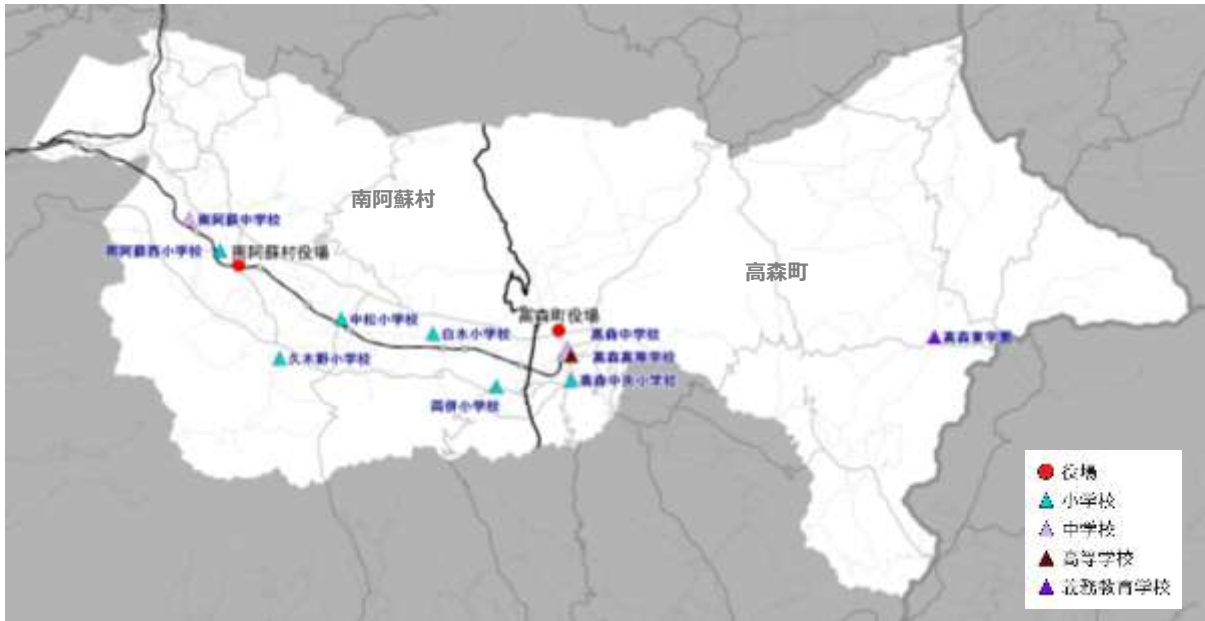 南阿蘇村
南阿蘇中学校
南阿蘇西小学校
南阿蘇村役場
高森町
高森町役場
中松小学校
白水小学校
高森中学校
高森東学園
久木野小学校
高森高等学校
高森中央小学校
両併小学校
役場
小学校
中学校
高等学校
義務教育学校